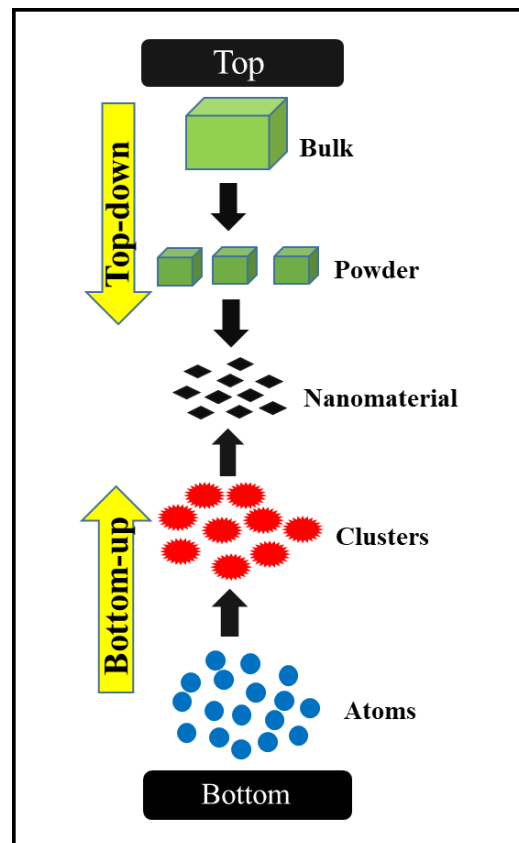 Top
Bulk
Top-down
Powder
Nanomaterial
Clusters
Bottom-up
Atoms
Bottom